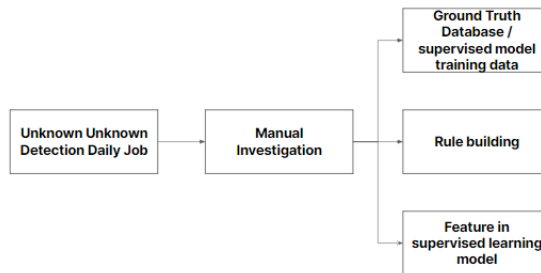 Ground Truth
Database /
supervised model
training data
Unknown Unknown
Detection Daily Job
Manual
Investigation
Rule building
Feature in
supervised learning
model